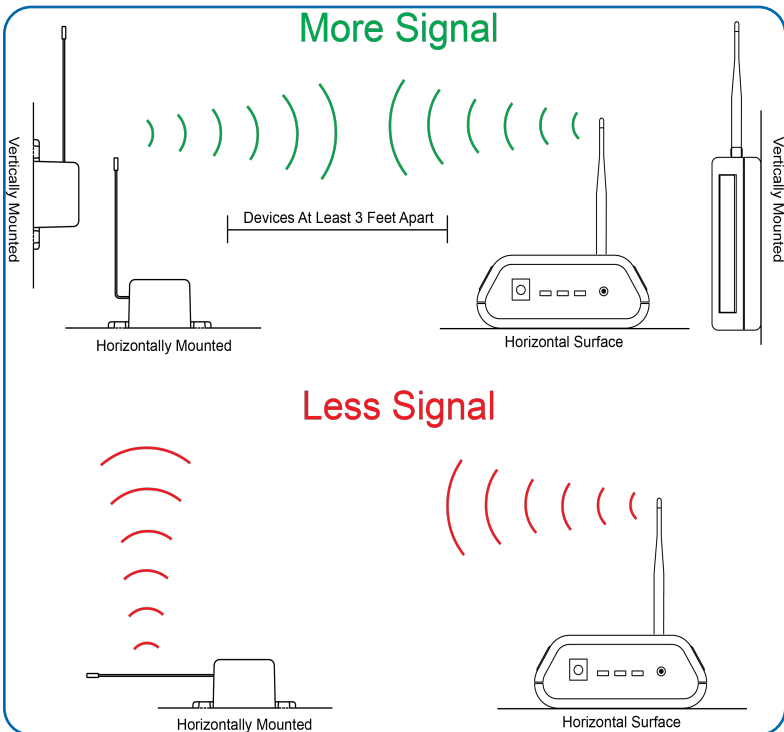 More Signal
Vertically Mounted
Vertically Mounted
Devices At Least 3 Feet Apart
Horizontally Mounted
Horizontal Surface
Less Signal
Horizontally Mounted
Horizontal Surface